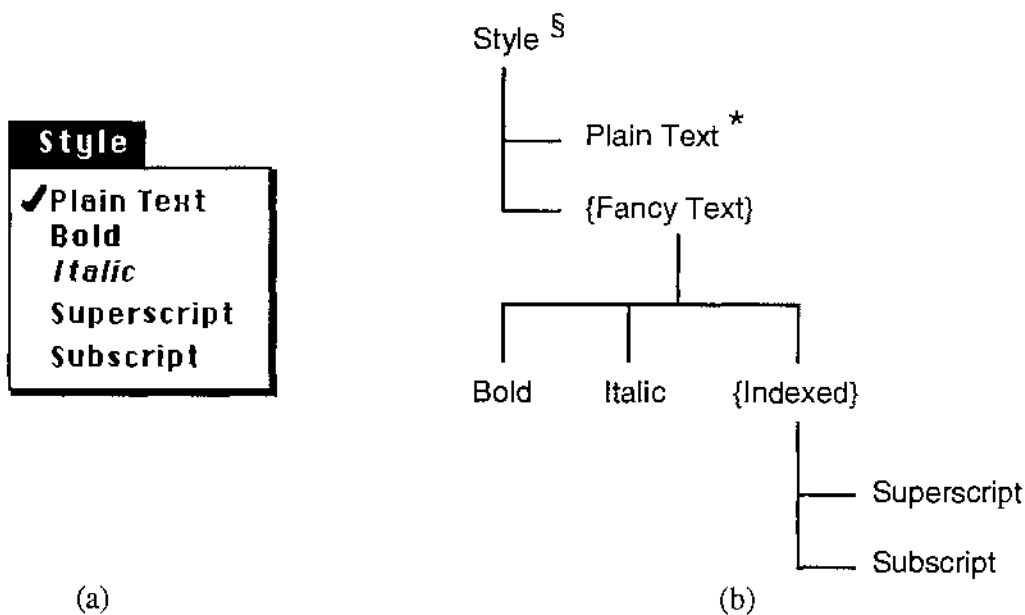 Style
✓Plain Text
Bold
Italic
Superscript
Subscript
(a)
Style §
Plain Text *
{Fancy Text}
Bold Italic {Indexed}
Superscript
Subscript
(b)